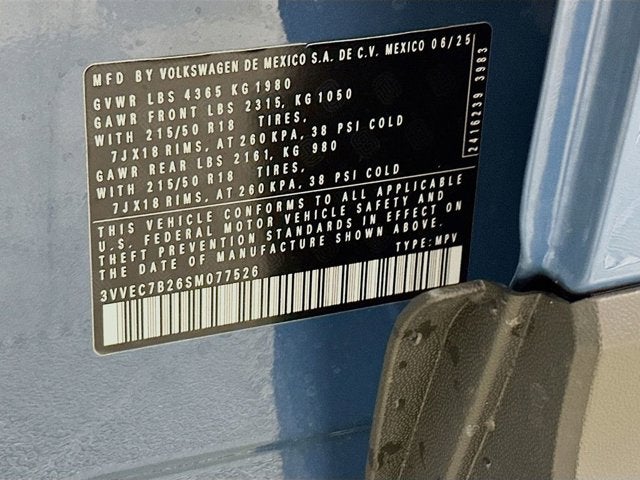 MFD BY VOLKSWAGEN DE MEXICO S.A. DE C.V. MEXICO 06/25
GVWR LBS 4365 KG 1980
GAWR FRONT LBS 2315, KG 1050
WITH 215/50 R18 TIRES,
7JX18 RIMS, AT 260 KPA, 38 PSI COLD
GAWR REAR LBS 2161, KG 980
WITH 215/50 R18 TIRES,
7JX18 RIMS, AT 260 KPA, 38 PSI COLD
THIS VEHICLE CONFORMS TO ALL APPLICABLE
U.S. FEDERAL MOTOR VEHICLE SAFETY AND
THEFT PREVENTION STANDARDS IN EFFECT ON
THE DATE OF MANUFACTURE SHOWN ABOVE.
TYPE: MPV
3VVEC7B26SM077526
2416239 3983